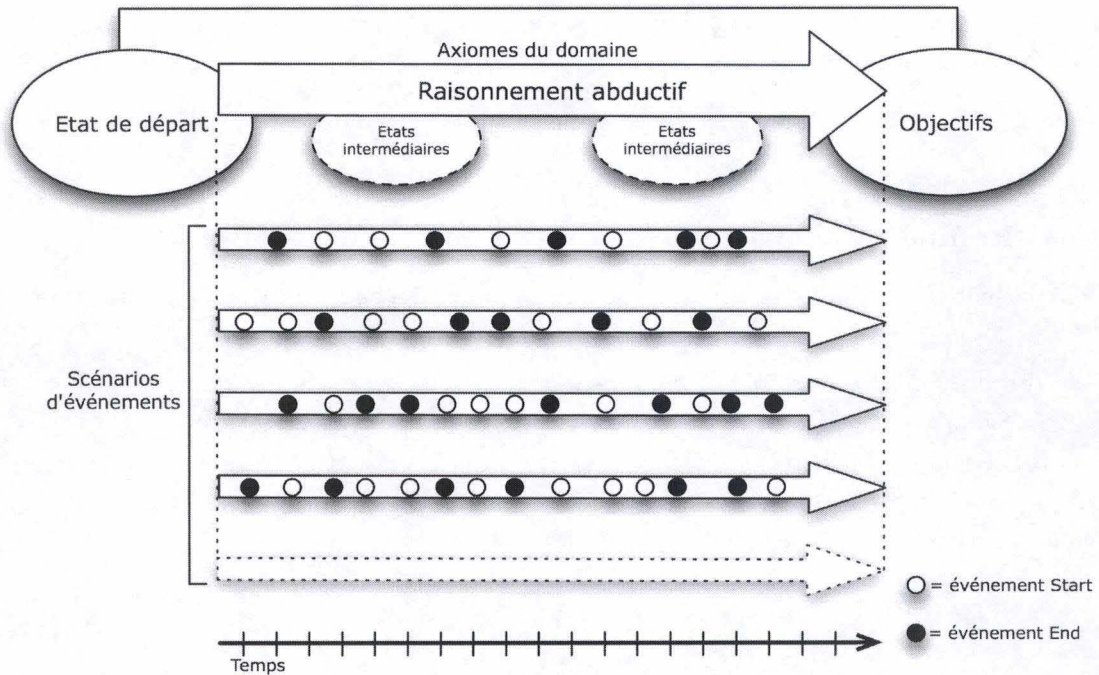 Axiomes du domaine
Raisonnement abductif
Etat de départ
Etats
intermédiaires
Etats
intermédiaires
Objectifs
Scénarios
d'événements
= événement Start
= événement End
Temps